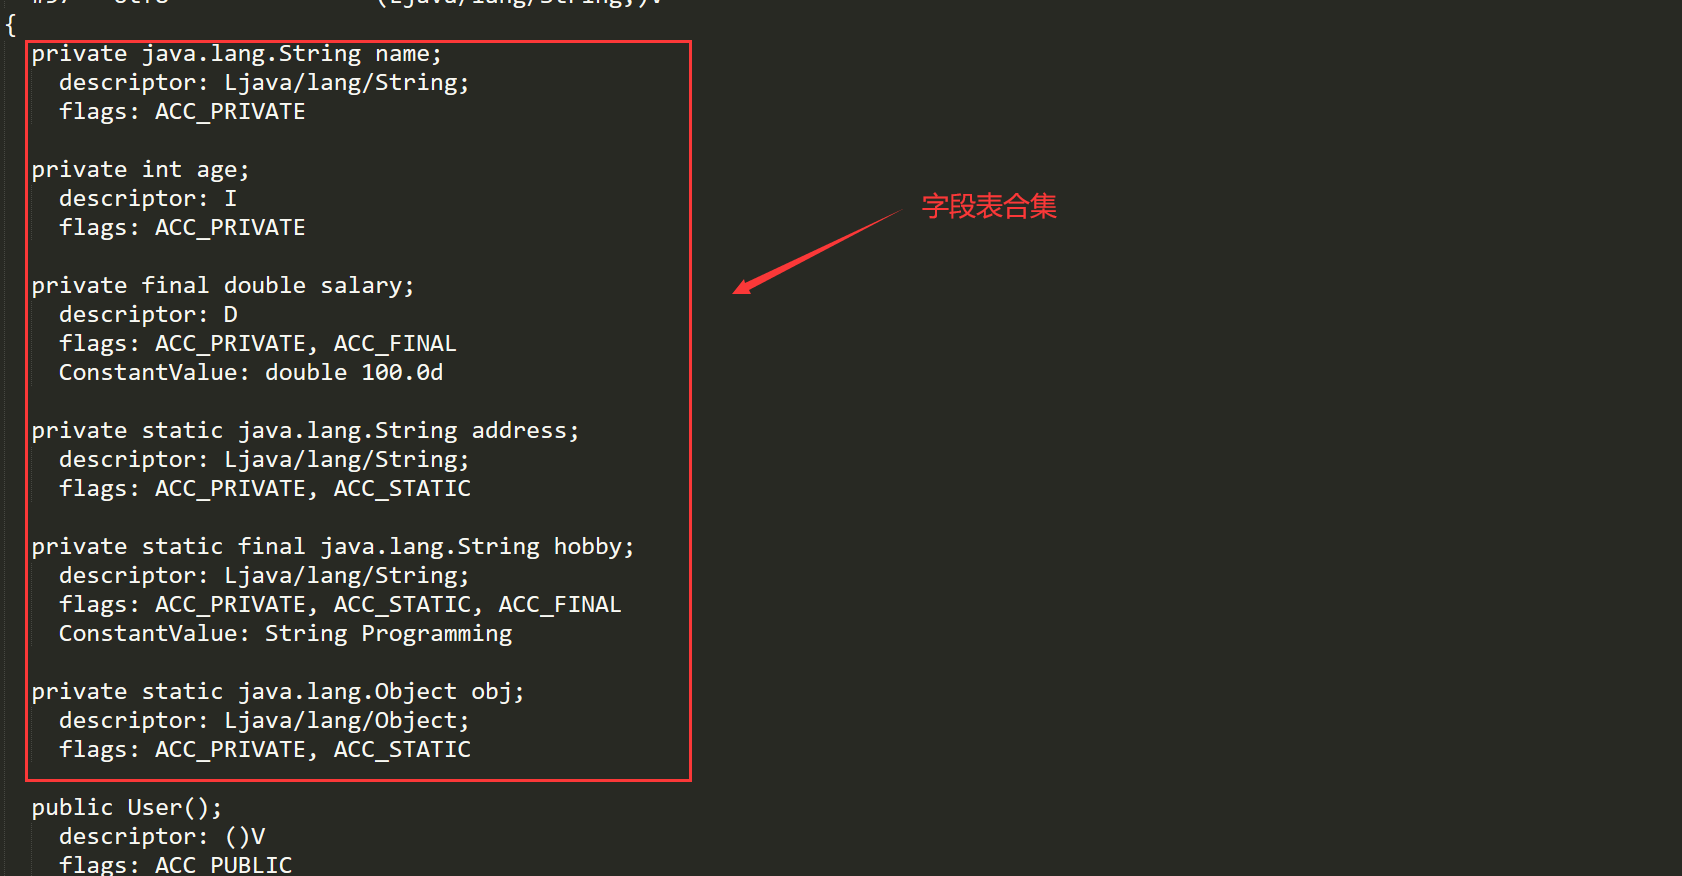 {
private java.lang.String name;
descriptor: Ljava/lang/String;
flags: ACC_PRIVATE
private int age;
descriptor: I
flags: ACC_PRIVATE
字段表合集
private final double salary;
descriptor: D
flags: ACC_PRIVATE, ACC_FINAL
ConstantValue: double 100.0d
private static java.lang.String address;
descriptor: Ljava/lang/String;
flags: ACC_PRIVATE, ACC_STATIC
private static final java.lang.String hobby;
descriptor: Ljava/lang/String;
flags: ACC_PRIVATE, ACC_STATIC, ACC_FINAL
ConstantValue: String Programming
private static java.lang.Object obj;
descriptor: Ljava/lang/Object;
flags: ACC_PRIVATE, ACC_STATIC
public User();
descriptor: ()V
flags: ACC_PUBLIC